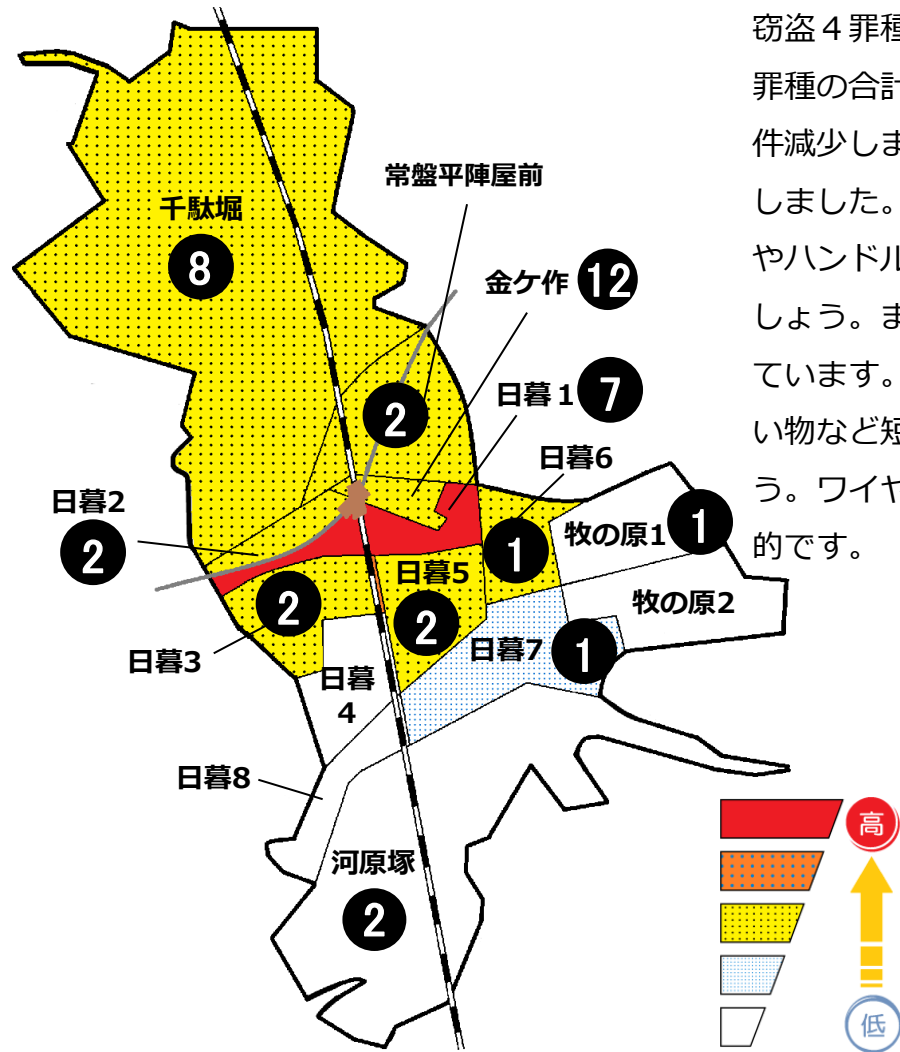 窃盗４罪種
罪種の合計
件減少しま
しました。
やハンドル
しょう。ま
ています。
い物など短
う。ワイヤ
的です。
常盤平陣屋前
千駄堀
8
金ケ作 12
2
日暮１ 7
日暮6
日暮2
2
1
牧の原1 1
日暮5
2
2
牧の原2
日暮3
日暮7 1
日暮
4
日暮8
河原塚
2
高
低